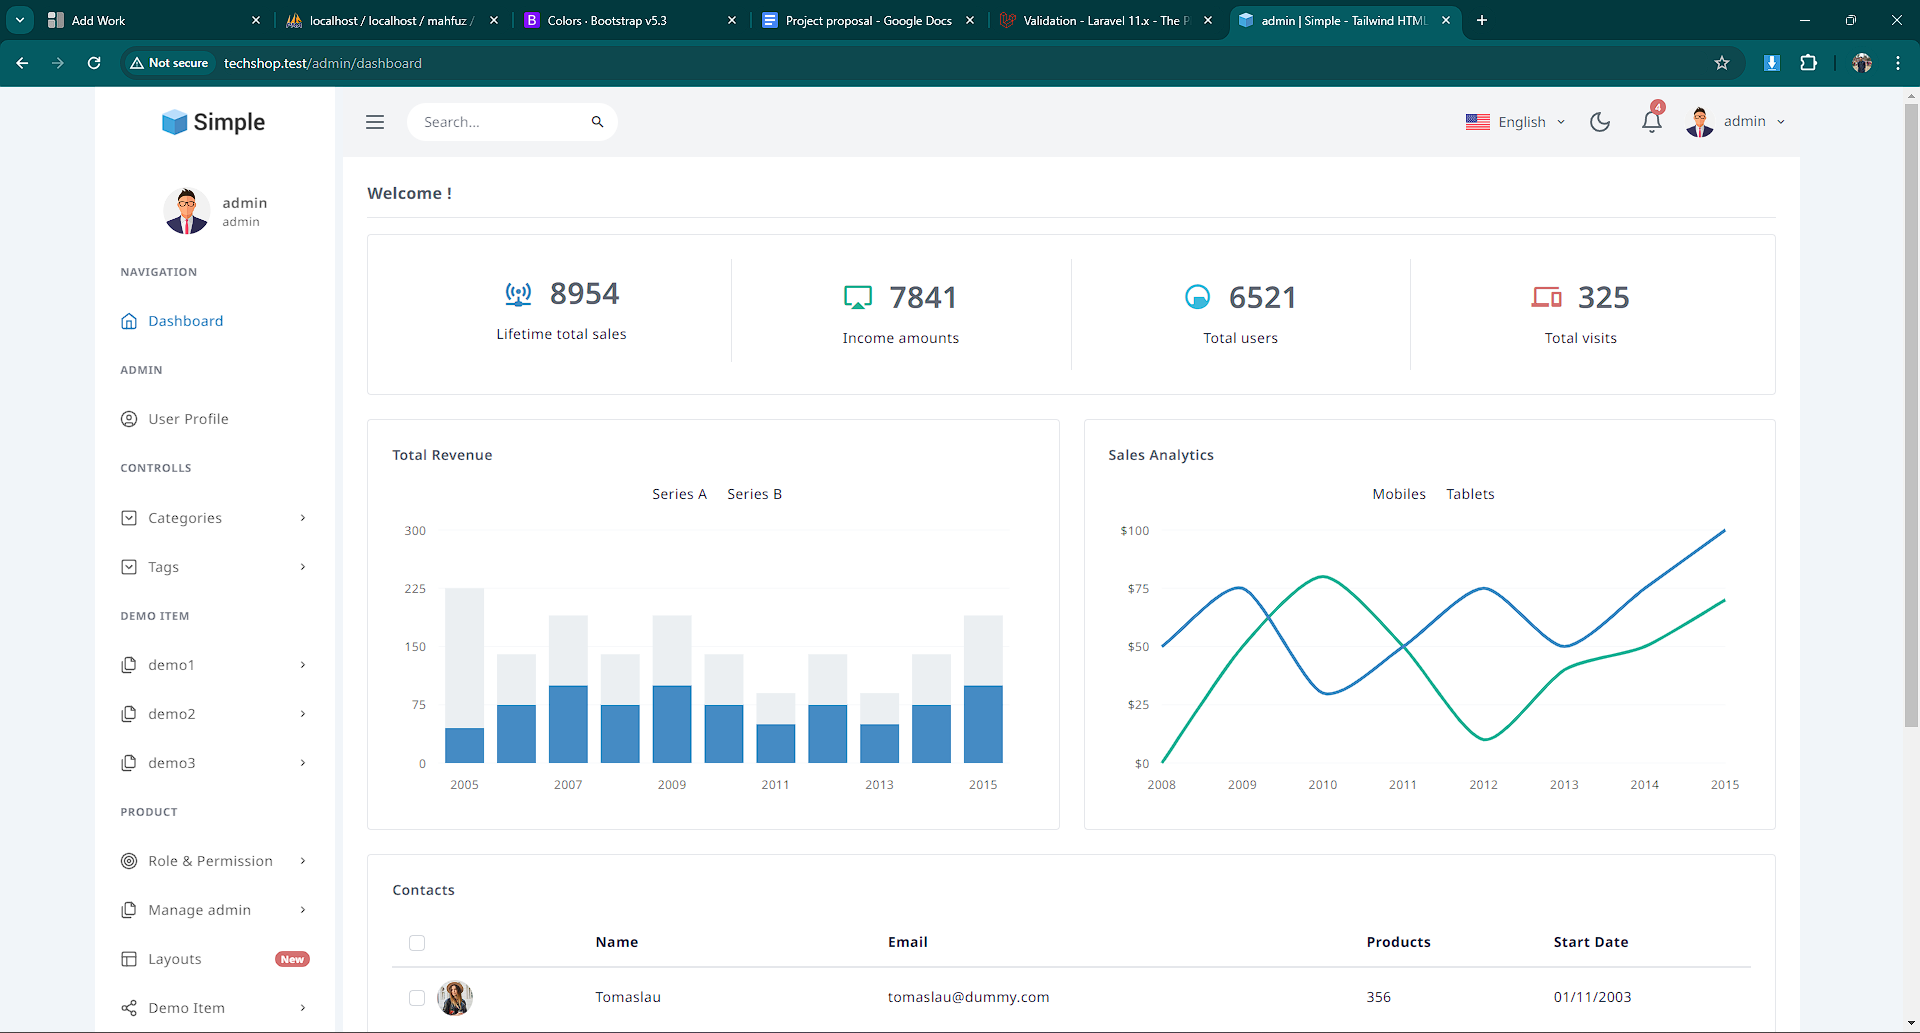 Add Work
localhost / localhost / mahfuz /
Colors · Bootstrap v5.3
Project proposal - Google Docs
Validation - Laravel 11.x - The P
admin | Simple - Tailwind HTML
Not secure
techshop.test/admin/dashboard
Simple
Search...
English
4
admin
admin
admin
NAVIGATION
Dashboard
ADMIN
User Profile
CONTROLLS
Categories
Tags
DEMO ITEM
demo1
demo2
demo3
PRODUCT
Role & Permission
Manage admin
Layouts New
Demo Item
Welcome !
8954
Lifetime total sales
7841
Income amounts
6521
Total users
325
Total visits
Total Revenue
Series A Series B
300
225
150
75
0
2005 2007 2009 2011 2013 2015
Sales Analytics
Mobiles Tablets
$100
$75
$50
$25
$0
2008 2009 2010 2011 2012 2013 2014 2015
Contacts
Name Email Products Start Date
Tomaslau tomaslau@dummy.com 356 01/11/2003